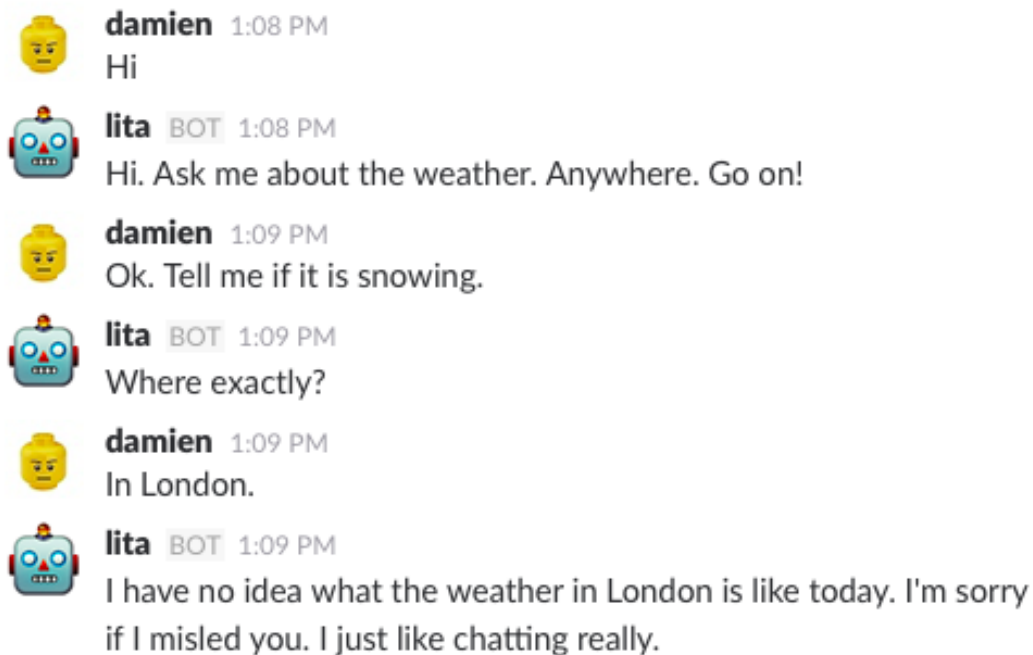 damien 1:08 PM
Hi
lita BOT 1:08 PM
Hi. Ask me about the weather. Anywhere. Go on!
damien 1:09 PM
Ok. Tell me if it is snowing.
lita BOT 1:09 PM
Where exactly?
damien 1:09 PM
In London.
lita BOT 1:09 PM
I have no idea what the weather in London is like today. I'm sorry
if I misled you. I just like chatting really.